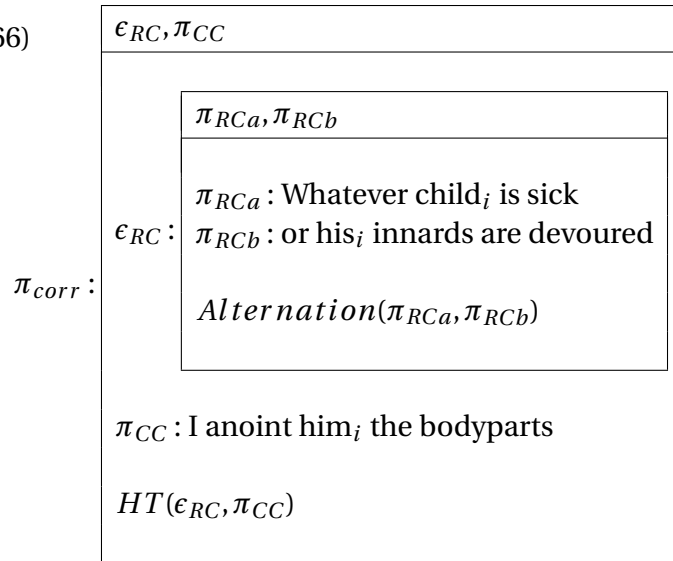 66)
ϵ_RC, π_CC
π_RCa, π_RCb
π_RCa : Whatever child_i is sick
ϵ_RC :
π_RCb : or his_i innards are devoured
π_corr :
Alternation(π_RCa, π_RCb)
π_CC : I anoint him_i the bodyparts
HT(ϵ_RC, π_CC)